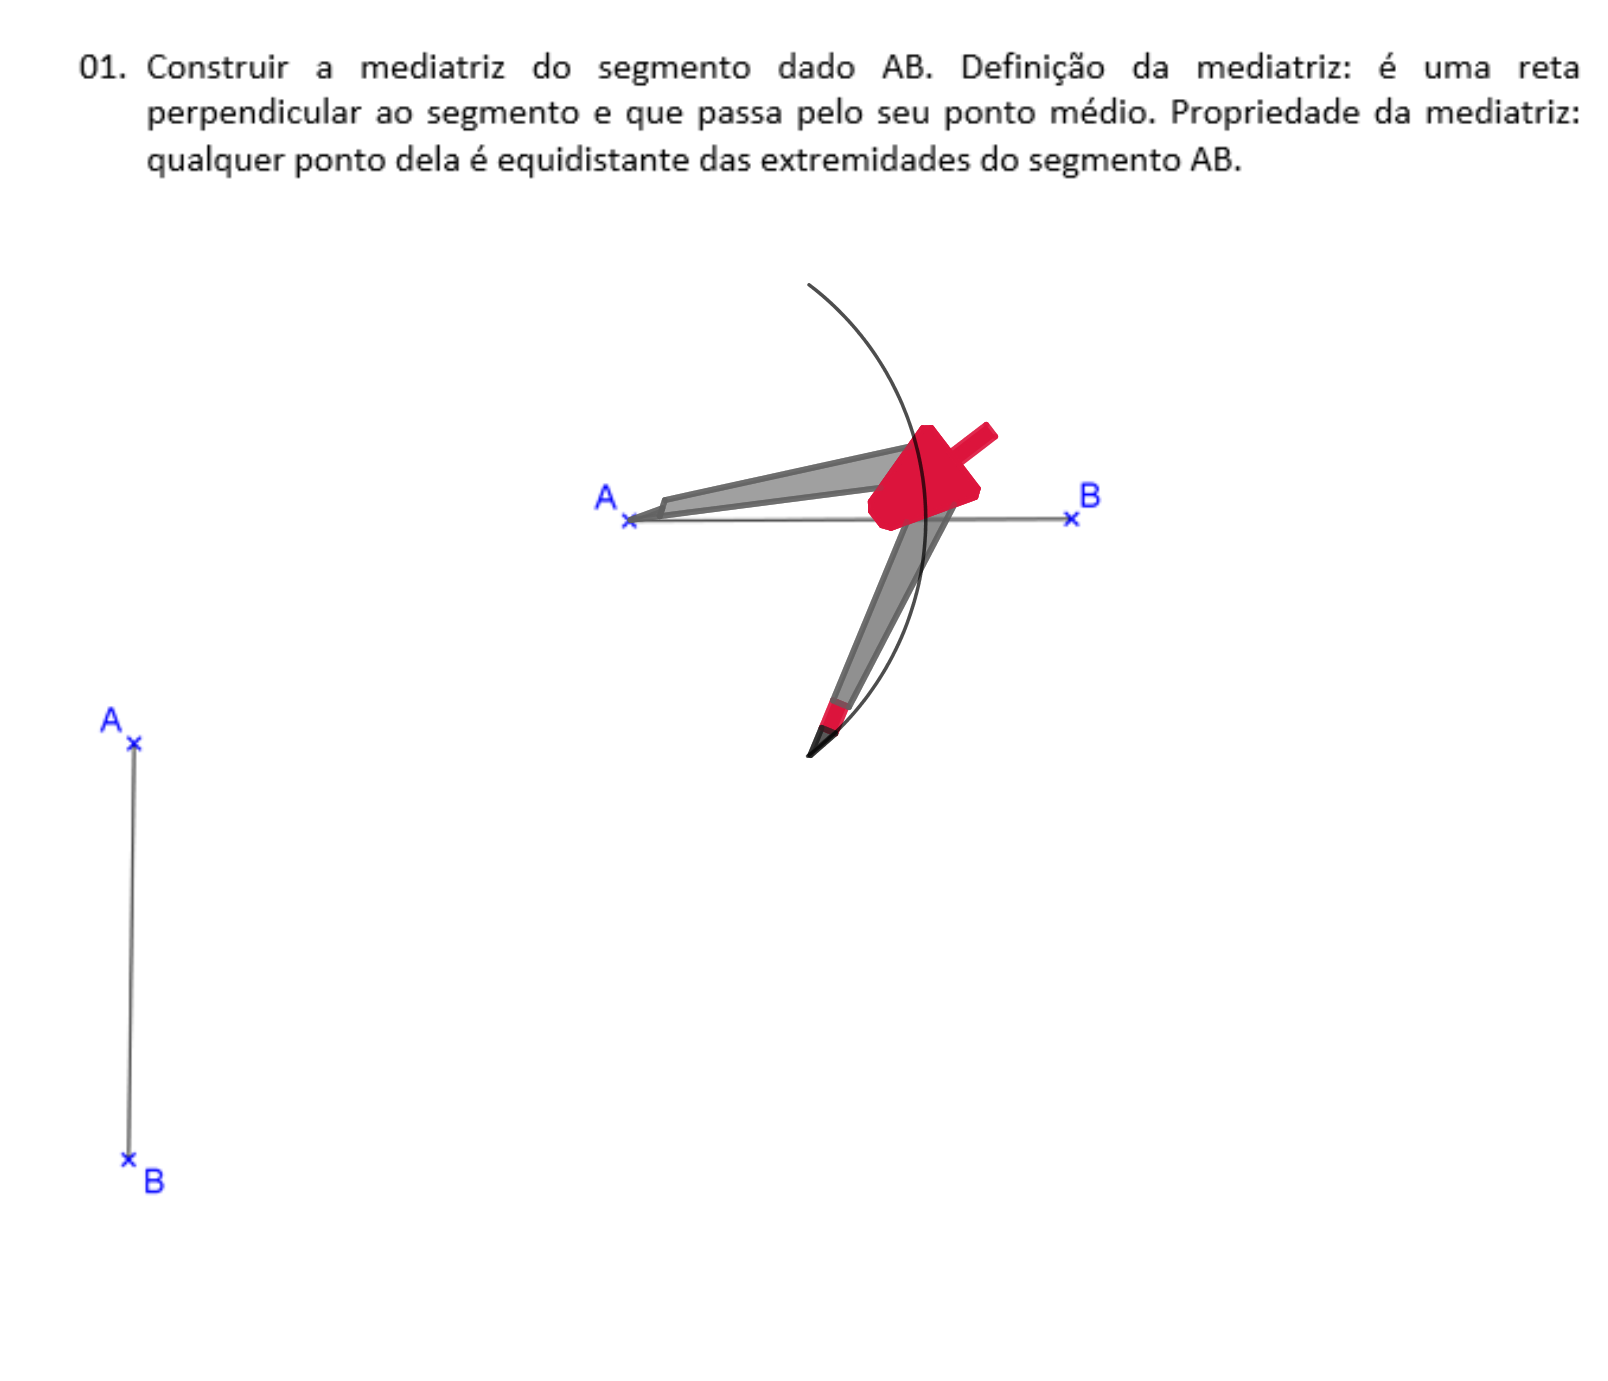 01. Construir a mediatriz do segmento dado AB. Definição da mediatriz: é uma reta
perpendicular ao segmento e que passa pelo seu ponto médio. Propriedade da mediatriz:
qualquer ponto dela é equidistante das extremidades do segmento AB.
A
B
A
B